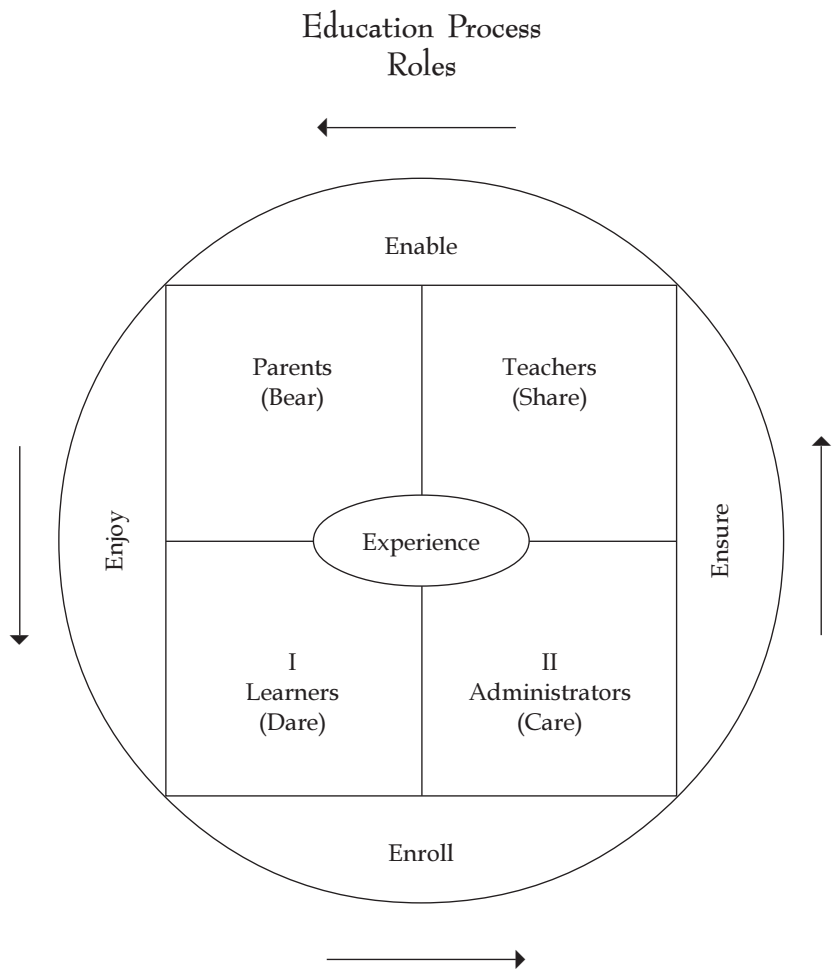 Education Process
Roles
Enable
Parents
(Bear)
Teachers
(Share)
Enjoy
Experience
Ensure
I
Learners
(Dare)
II
Administrators
(Care)
Enroll